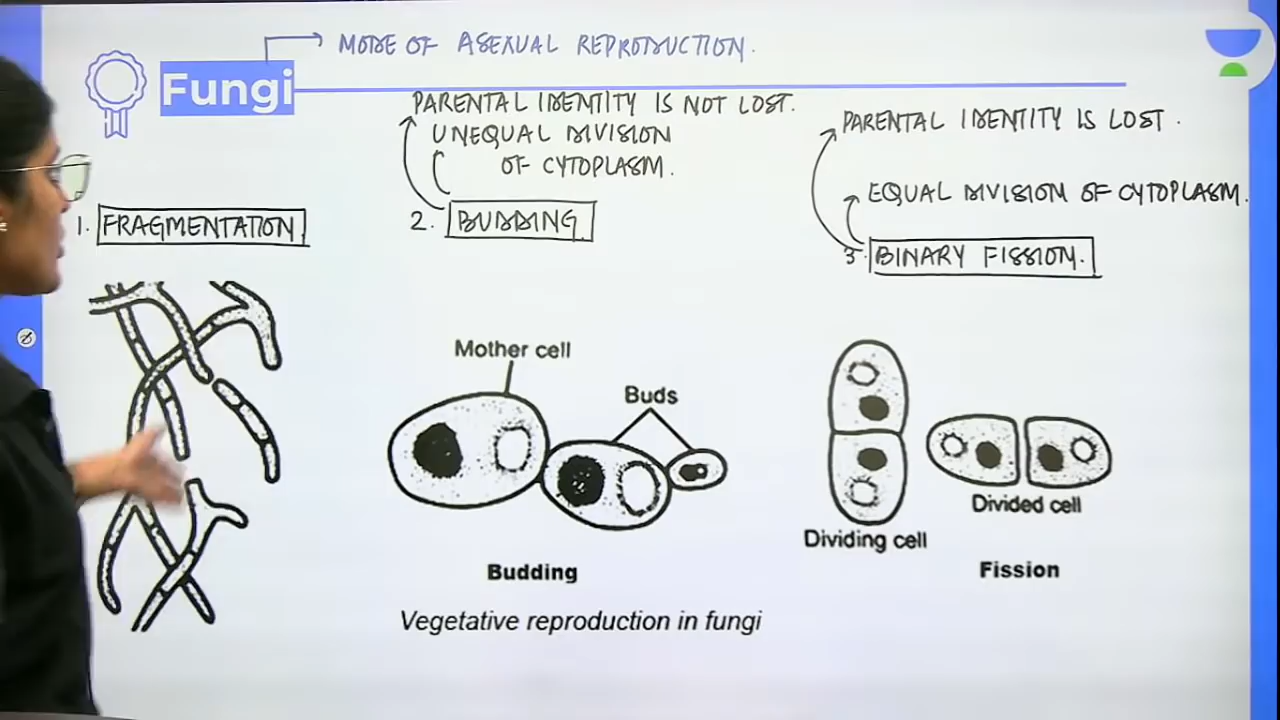 MODE OF ASEXUAL REPRODUCTION.
Fungi
PARENTAL IDENTITY IS NOT LOST.
UNEQUAL DIVISION
OF CYTOPLASM.
PARENTAL IDENTITY IS LOST.
EQUAL DIVISION OF CYTOPLASM.
1. FRAGMENTATION
2. BUDDING
3. BINARY FISSION.
Mother cell
Buds
Dividing cell
Divided cell
Budding
Fission
Vegetative reproduction in fungi